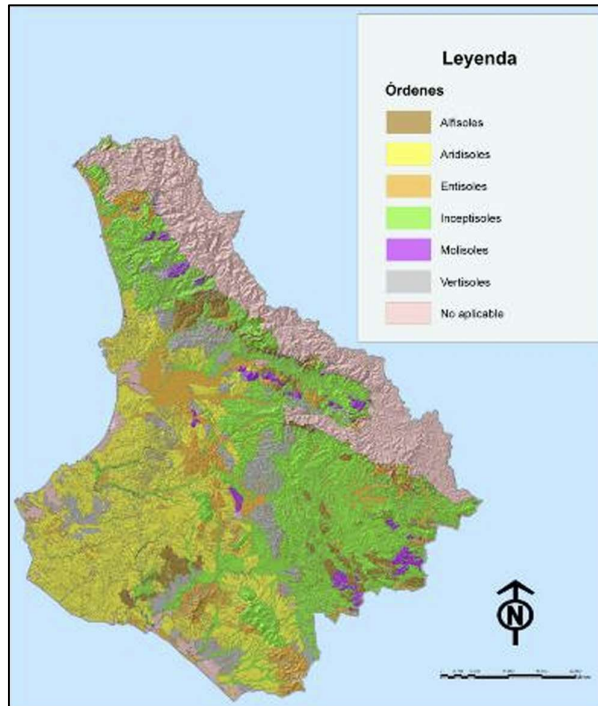 Leyenda
Órdenes
Alfisoles
Aridisoles
Entisoles
Inceptisoles
Molisoles
Vertisoles
No aplicable
N